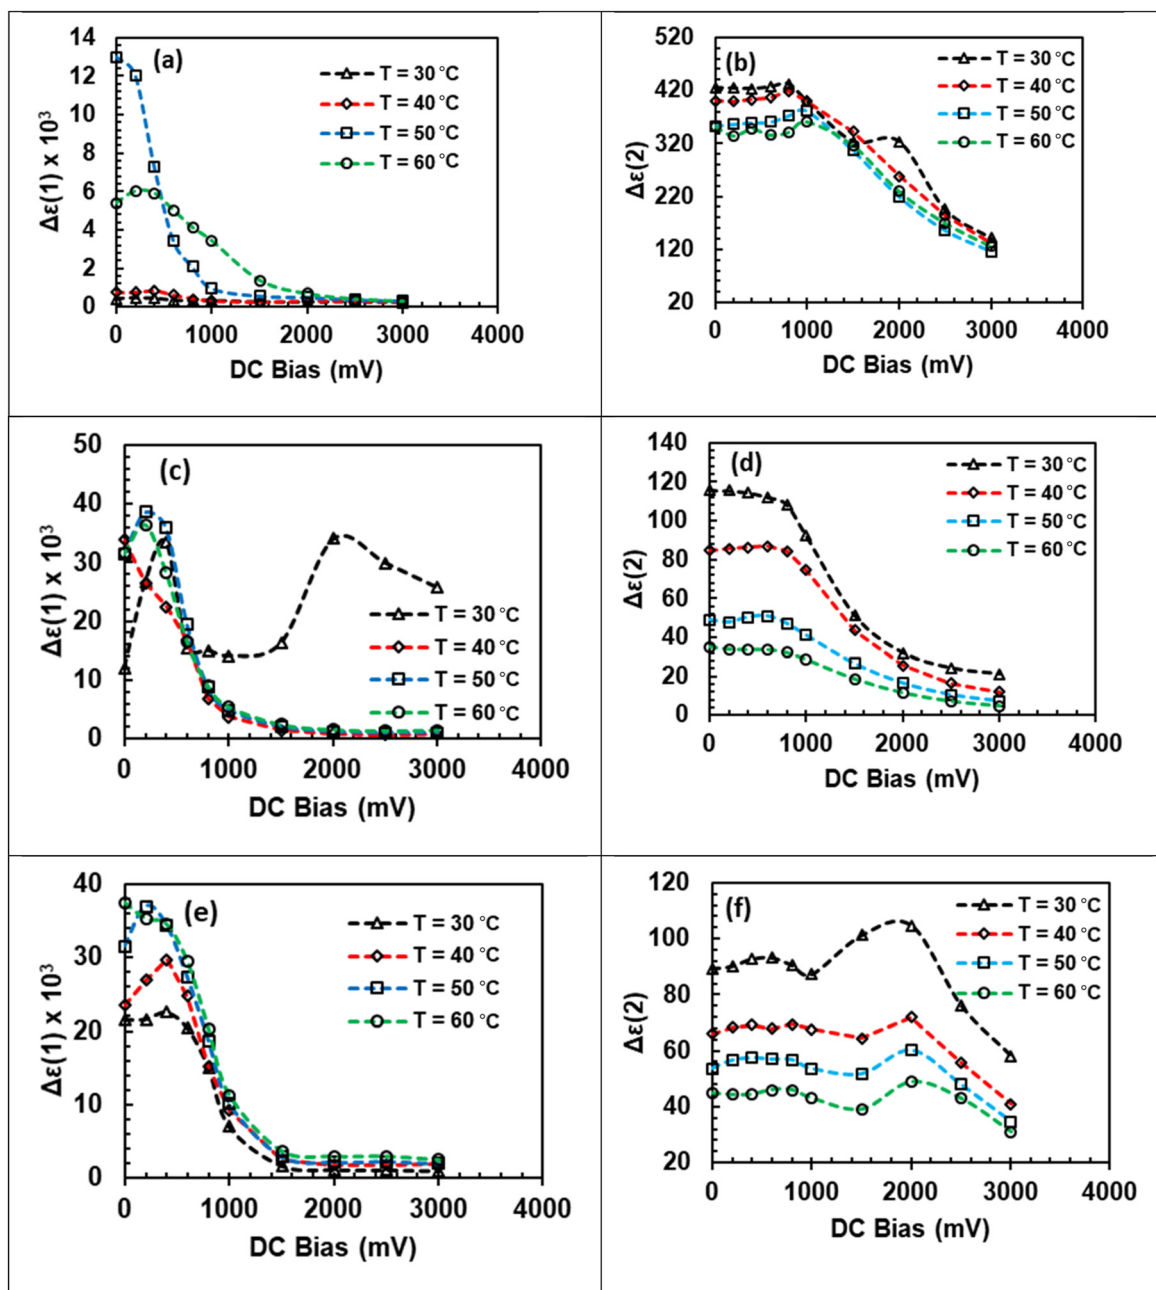 (a)
14
12
10
8
6
4
2
0
Δε(1) x 10³
T = 30 °C
T = 40 °C
T = 50 °C
T = 60 °C
0 1000 2000 3000 4000
DC Bias (mV)
(b)
520
420
320
220
120
20
Δε(2)
T = 30 °C
T = 40 °C
T = 50 °C
T = 60 °C
0 1000 2000 3000 4000
DC Bias (mV)
(c)
50
40
30
20
10
0
Δε(1) x 10³
T = 30 °C
T = 40 °C
T = 50 °C
T = 60 °C
0 1000 2000 3000 4000
DC Bias (mV)
(d)
140
120
100
80
60
40
20
0
Δε(2)
T = 30 °C
T = 40 °C
T = 50 °C
T = 60 °C
0 1000 2000 3000 4000
DC Bias (mV)
(e)
40
30
20
10
0
Δε(1) x 10³
T = 30 °C
T = 40 °C
T = 50 °C
T = 60 °C
0 1000 2000 3000 4000
DC Bias (mV)
(f)
120
100
80
60
40
20
Δε(2)
T = 30 °C
T = 40 °C
T = 50 °C
T = 60 °C
0 1000 2000 3000 4000
DC Bias (mV)